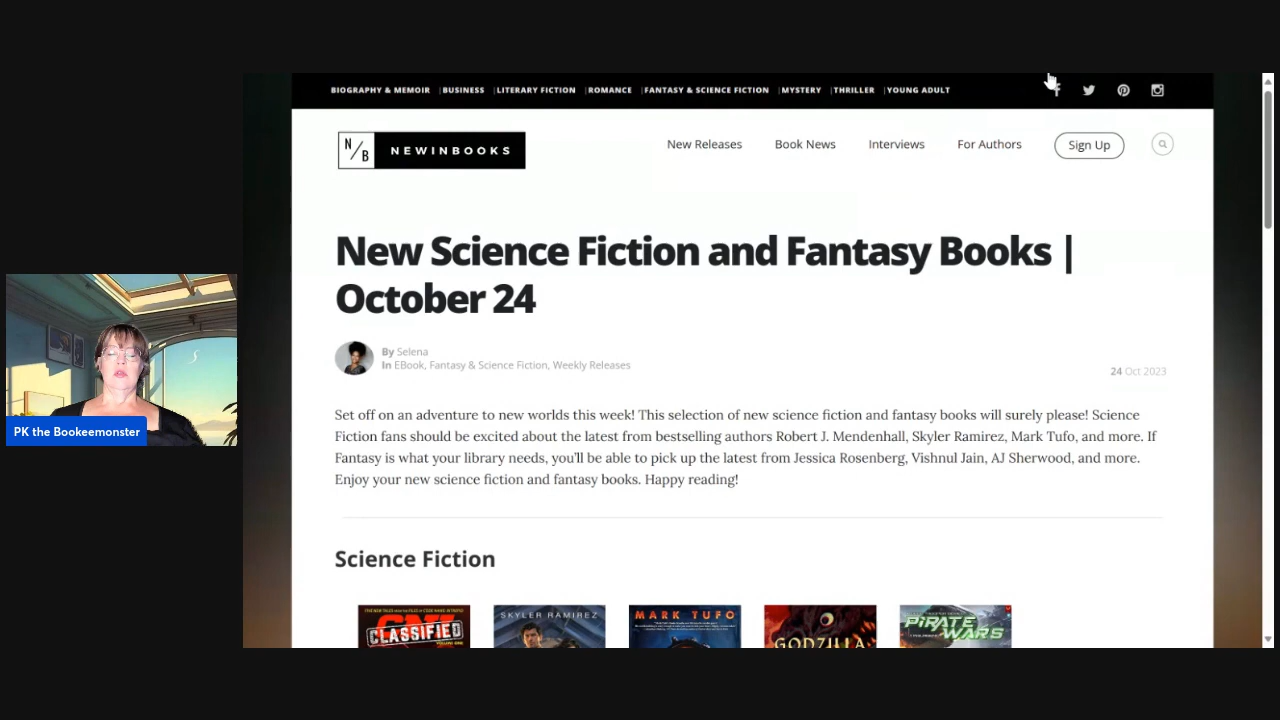 BIOGRAPHY & MEMOIR | BUSINESS | LITERARY FICTION | ROMANCE | FANTASY & SCIENCE FICTION | MYSTERY | THRILLER | YOUNG ADULT
N/B NEWINBOOKS
New Releases Book News Interviews For Authors Sign Up
New Science Fiction and Fantasy Books |
October 24
By Selena
In EBook, Fantasy & Science Fiction, Weekly Releases
24 Oct 2023
Set off on an adventure to new worlds this week! This selection of new science fiction and fantasy books will surely please! Science
Fiction fans should be excited about the latest from bestselling authors Robert J. Mendenhall, Skyler Ramirez, Mark Tufo, and more. If
Fantasy is what your library needs, you'll be able to pick up the latest from Jessica Rosenberg, Vishnul Jain, AJ Sherwood, and more.
Enjoy your new science fiction and fantasy books. Happy reading!
PK the Bookeemonster
Science Fiction
CLASSIFIED
SKYLER RAMIREZ
MARK TUFO
GODZILLA
PIRATE
WARS